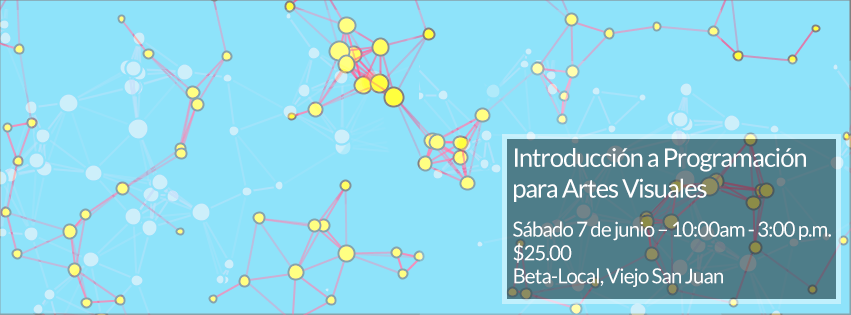 Introducción a Programación
para Artes Visuales
Sábado 7 de junio – 10:00am - 3:00 p.m.
$25.00
Beta-Local, Viejo San Juan